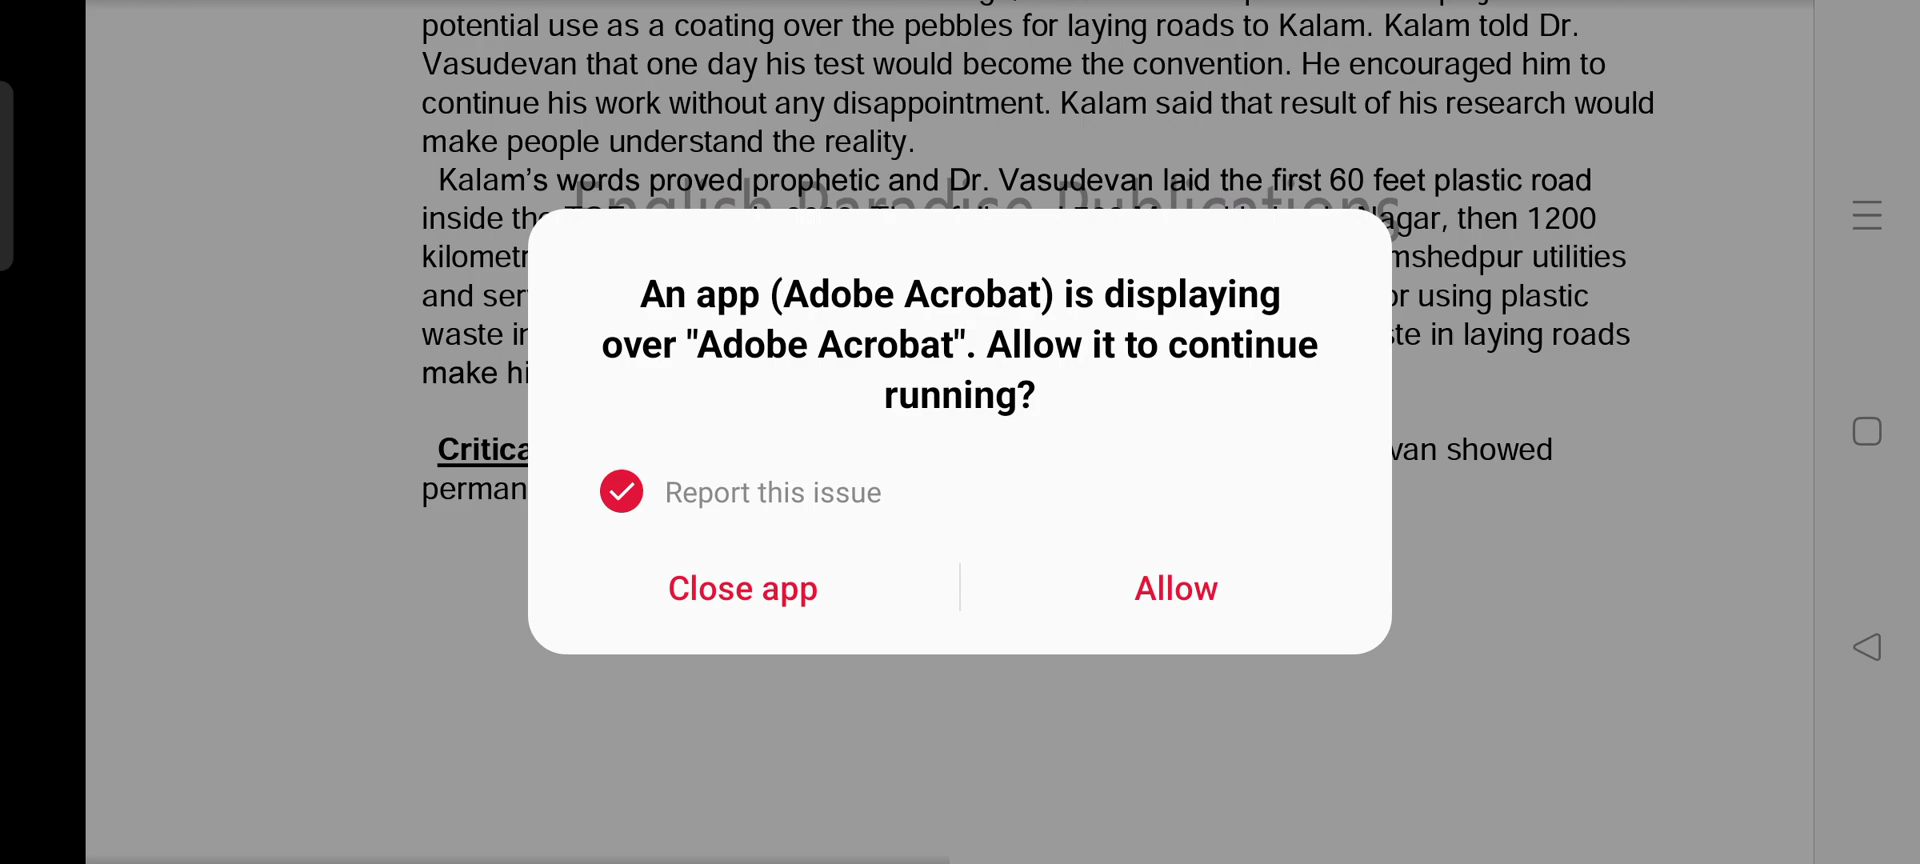 potential use as a coating over the pebbles for laying roads to Kalam. Kalam told Dr.
Vasudevan that one day his test would become the convention. He encouraged him to
continue his work without any disappointment. Kalam said that result of his research would
make people understand the reality.
Kalam's words proved prophetic and Dr. Vasudevan laid the first 60 feet plastic road
English Paradise Publications
inside then 1200
kilometr mshedpur utilities
and ser or using plastic
waste in laying roads
make
An app (Adobe Acrobat) is displaying
over "Adobe Acrobat". Allow it to continue
running?
Critica van showed
perman
Report this issue
Close app
Allow